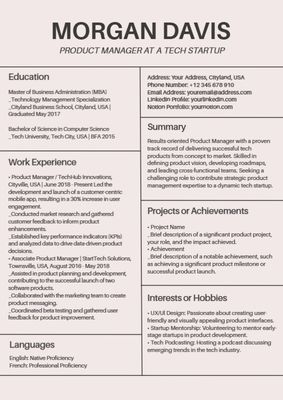 MORGAN DAVIS
PRODUCT MANAGER AT A TECH STARTUP
Education
Master of Business Administration (MBA)
_Technology Management Specialization
_Cityland Business School, Cityland, USA |
Graduated May 2017
Bachelor of Science in Computer Science
_Tech University, Tech City, USA | BFA 2015
Work Experience
• Product Manager / TechHub Innovations,
Cityville, USA | June 2018 - Present Led the
development and launch of a customer-centric
mobile app, resulting in a 30% increase in user
engagement.
_Conducted market research and gathered
customer feedback to inform product
enhancements.
_Established key performance indicators (KPIs)
and analyzed data to drive data-driven product
decisions.
• Associate Product Manager | StartTech Solutions,
Townsville, USA, August 2016 - May 2018
_Assisted in product planning and development,
contributing to the successful launch of two
software products.
_Collaborated with the marketing team to create
product messaging.
_Coordinated beta testing and gathered user
feedback for product improvement.
Languages
English: Native Proficiency
French: Professional Proficiency
Address: Your Address, Cityland, USA
Phone Number: +12 345 678 910
Email Address: youremail@address.com
LinkedIn Profile: yourlinkedin.com
Notion Portfolio: yournotion.com
Summary
Results oriented Product Manager with a proven
track record of delivering successful tech
products from concept to market. Skilled in
defining product vision, developing roadmaps,
and leading cross-functional teams. Seeking a
challenging role to contribute strategic product
management expertise to a dynamic tech startup.
Projects or Achievements
• Project Name
_Brief description of a significant product project,
your role, and the impact achieved.
• Achievement
_Brief description of a notable achievement, such
as achieving a significant product milestone or
successful product launch.
Interests or Hobbies
• UX/UI Design: Passionate about creating user-
friendly and visually appealing product interfaces.
• Startup Mentorship: Volunteering to mentor early-
stage startups in product development.
• Tech Podcasting: Hosting a podcast discussing
emerging trends in the tech industry.